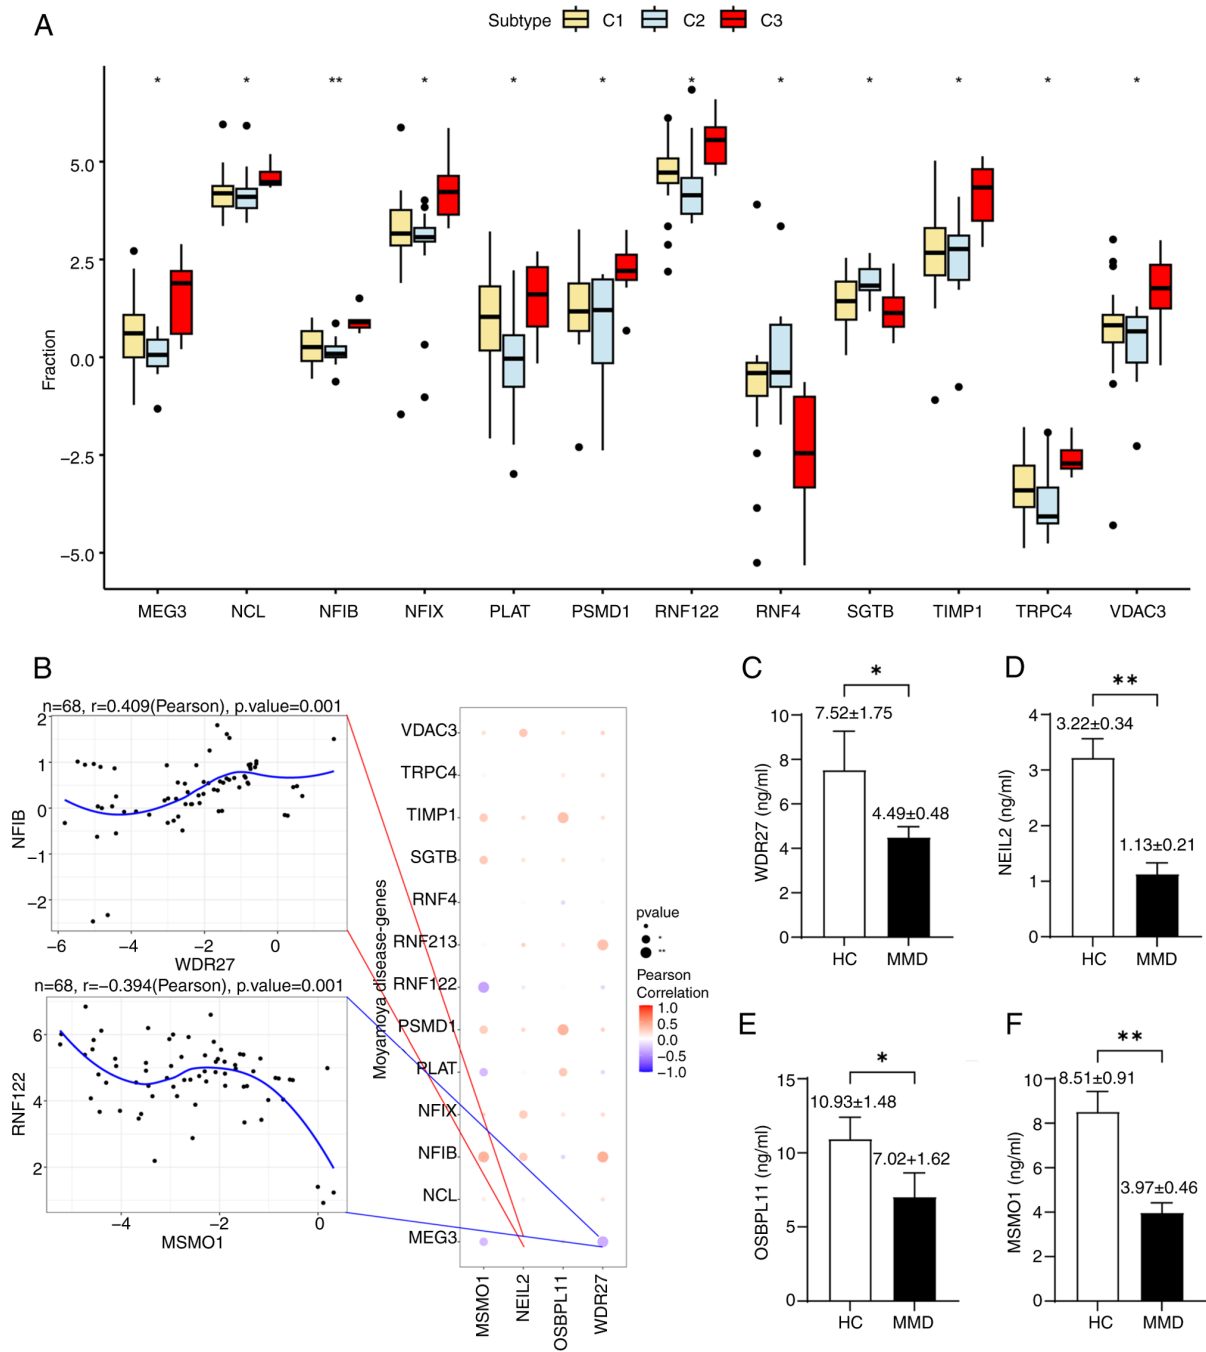 A
Subtype C1 C2 C3
* * ** * * * * * * * * *
Fraction
5.0
2.5
0.0
−2.5
−5.0
MEG3 NCL NFIB NFIX PLAT PSMD1 RNF122 RNF4 SGTB TIMP1 TRPC4 VDAC3
B
n=68, r=0.409(Pearson), p.value=0.001
NFIB
2
1
0
−1
−2
−6 −4 −2 0
WDR27
n=68, r=−0.394(Pearson), p.value=0.001
RNF122
6
4
2
−4 −2 0
MSMO1
Moyamoya disease-genes
VDAC3
TRPC4
TIMP1
SGTB
RNF4
RNF213
RNF122
PSMD1
PLAT
NFIX
NFIB
NCL
MEG3
MSMO1
NEIL2
OSBPL11
WDR27
pvalue
*
**
Pearson
Correlation
1.0
0.5
0.0
−0.5
−1.0
C
*
7.52±1.75
4.49±0.48
WDR27 (ng/ml)
10
8
6
4
2
0
HC MMD
D
**
3.22±0.34
1.13±0.21
NEIL2 (ng/ml)
4
3
2
1
0
HC MMD
E
*
10.93±1.48
7.02+1.62
OSBPL11 (ng/ml)
15
10
5
0
HC MMD
F
**
8.51±0.91
3.97±0.46
MSMO1 (ng/ml)
10
8
6
4
2
0
HC MMD